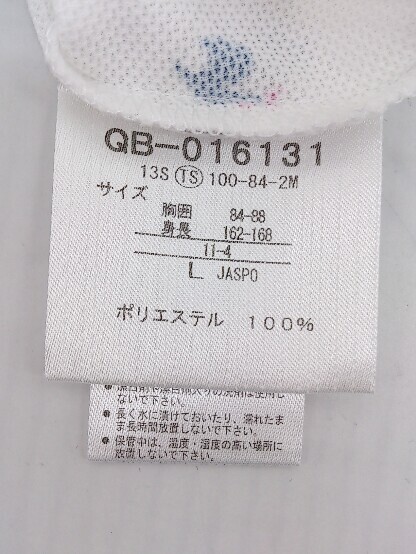 QB-016131
13S TS 100-84-2M
サイズ
胸囲 84-88
身長 162-168
11-4
L JASPO
ポリエステル 100%
ないで下さい。
● 長く水に漬けておいたり、濡れたま
ま長時間放置しないで下さい。
● 保管中は、温度・湿度の高い場所に
放置しないで下さい。